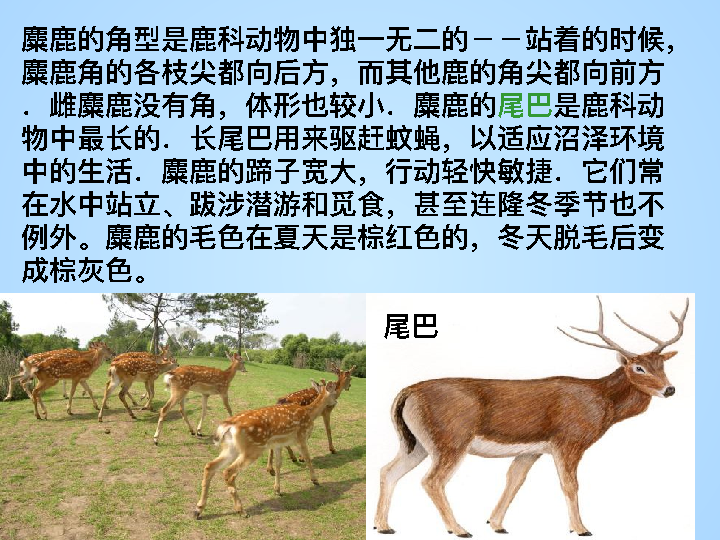 麋鹿的角型是鹿科动物中独一无二的－－站着的时候，
麋鹿角的各枝尖都向后方，而其他鹿的角尖都向前方
．雌麋鹿没有角，体形也较小．麋鹿的尾巴是鹿科动
物中最长的．长尾巴用来驱赶蚊蝇，以适应沼泽环境
中的生活．麋鹿的蹄子宽大，行动轻快敏捷．它们常
在水中站立、跋涉潜游和觅食，甚至连隆冬季节也不
例外。麋鹿的毛色在夏天是棕红色的，冬天脱毛后变
成棕灰色。
尾巴